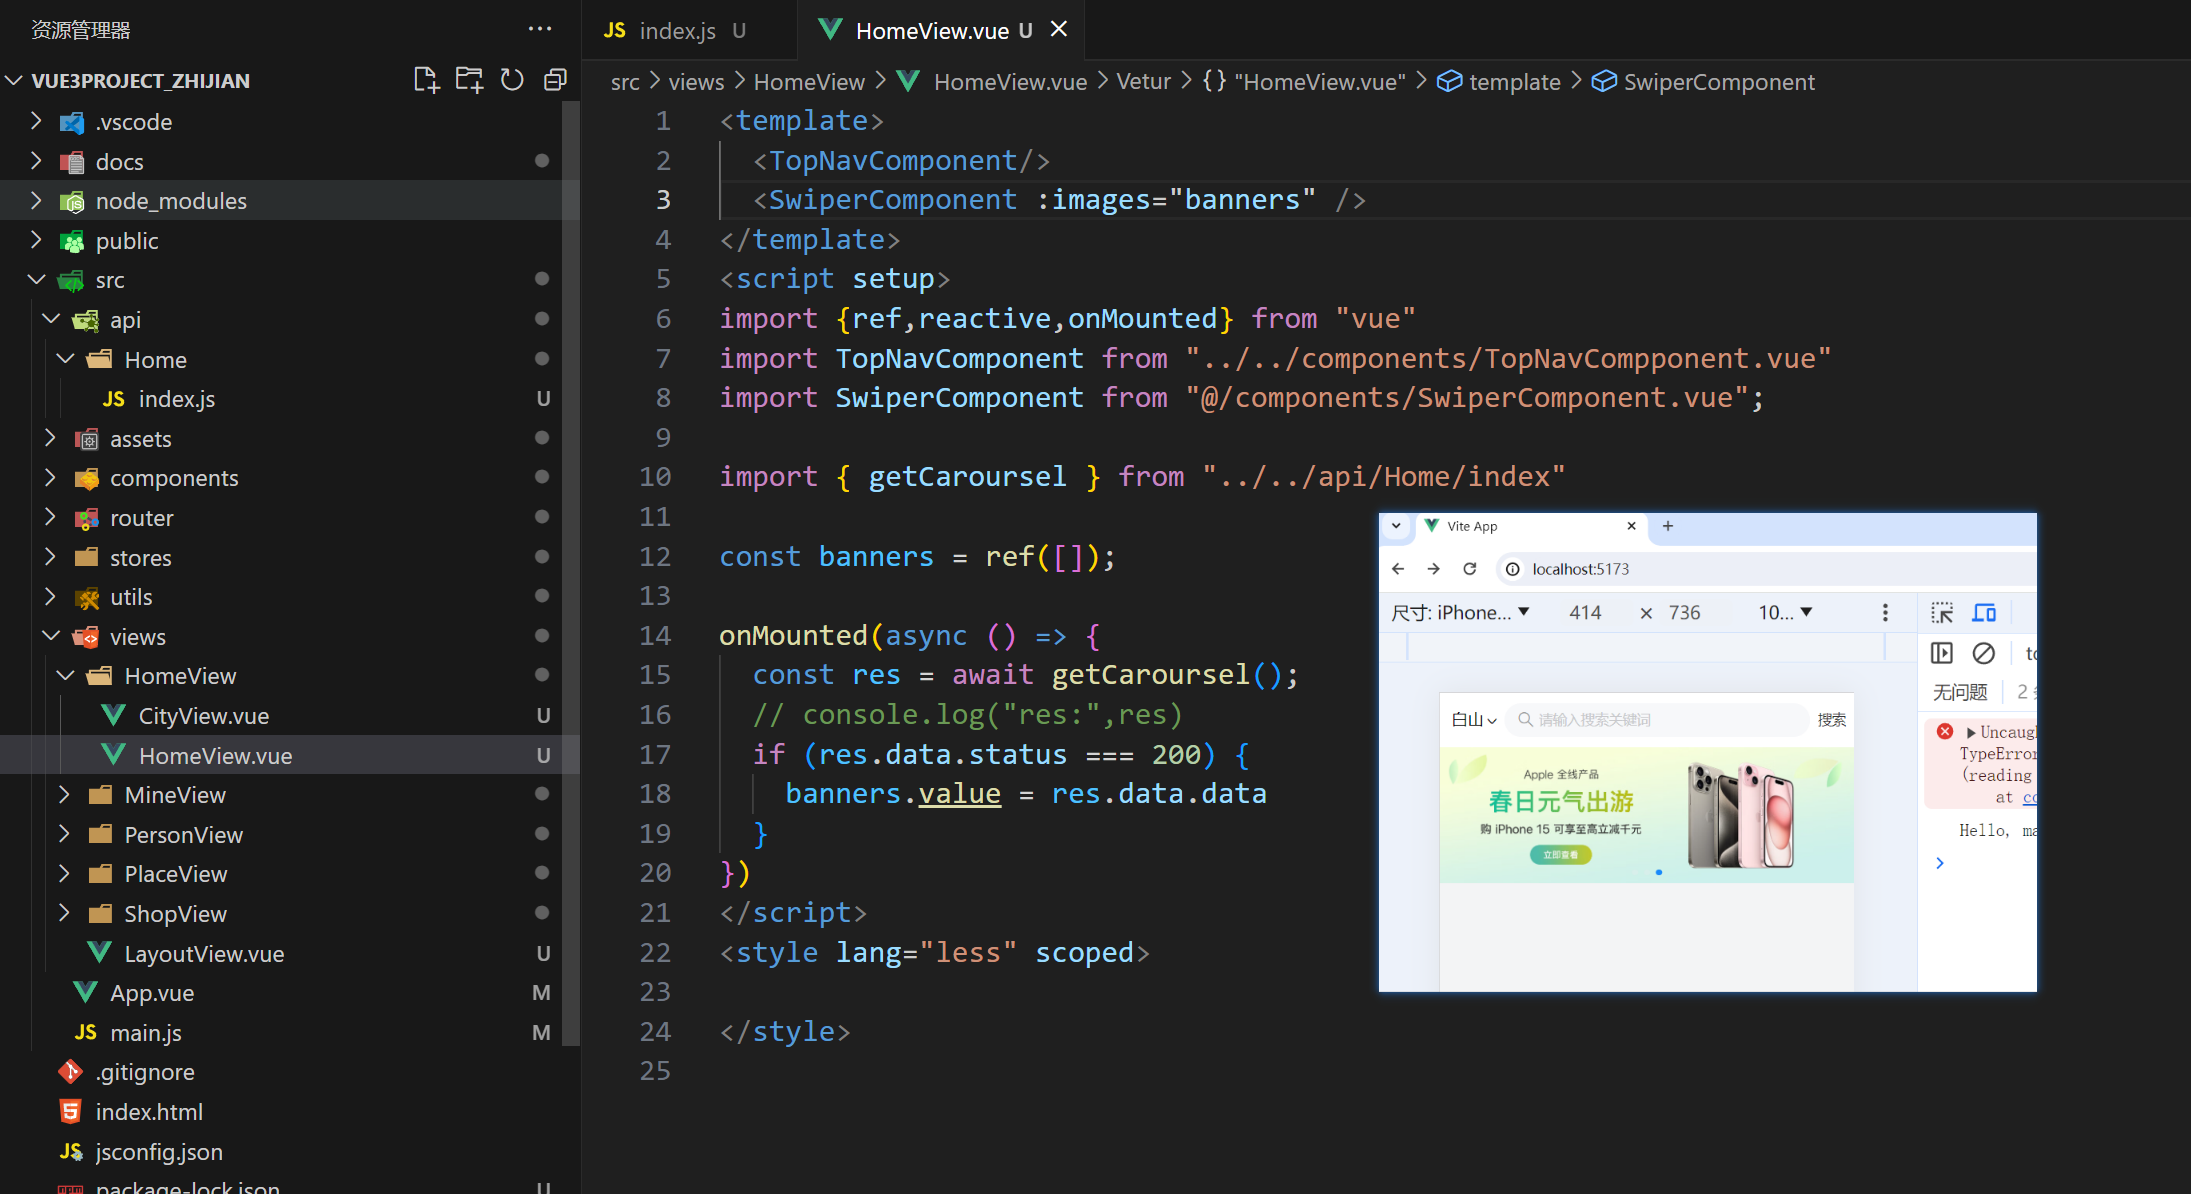 资源管理器
VUE3PROJECT_ZHIJIAN
.vscode
docs
node_modules
public
src
api
Home
JS index.js U
assets
components
router
stores
utils
views
HomeView
CityView.vue U
HomeView.vue U
MineView
PersonView
PlaceView
ShopView
LayoutView.vue U
App.vue M
JS main.js M
.gitignore
index.html
JS jsconfig.json
package-lock.json U
JS index.js U
HomeView.vue U
src > views > HomeView > HomeView.vue > Vetur > {} "HomeView.vue" > template > SwiperComponent
1 <template>
2 <TopNavComponent/>
3 <SwiperComponent :images="banners" />
4 </template>
5 <script setup>
6 import {ref,reactive,onMounted} from "vue"
7 import TopNavComponent from "../../components/TopNavCompponent.vue"
8 import SwiperComponent from "@/components/SwiperComponent.vue";
9
10 import { getCaroursel } from "../../api/Home/index"
11
12 const banners = ref([]);
13
14 onMounted(async () => {
15 const res = await getCaroursel();
16 // console.log("res:",res)
17 if (res.data.status === 200) {
18 banners.value = res.data.data
19 }
20 })
21 </script>
22 <style lang="less" scoped>
23
24 </style>
25
Vite App
localhost:5173
尺寸: iPhone... 414 × 736 10...
无问题 2
白山 请输入搜索关键词 搜索
Apple 全线产品
春日元气出游
购 iPhone 15 可享至高立减千元
立即查看
TypeError
(reading
at
Hello,